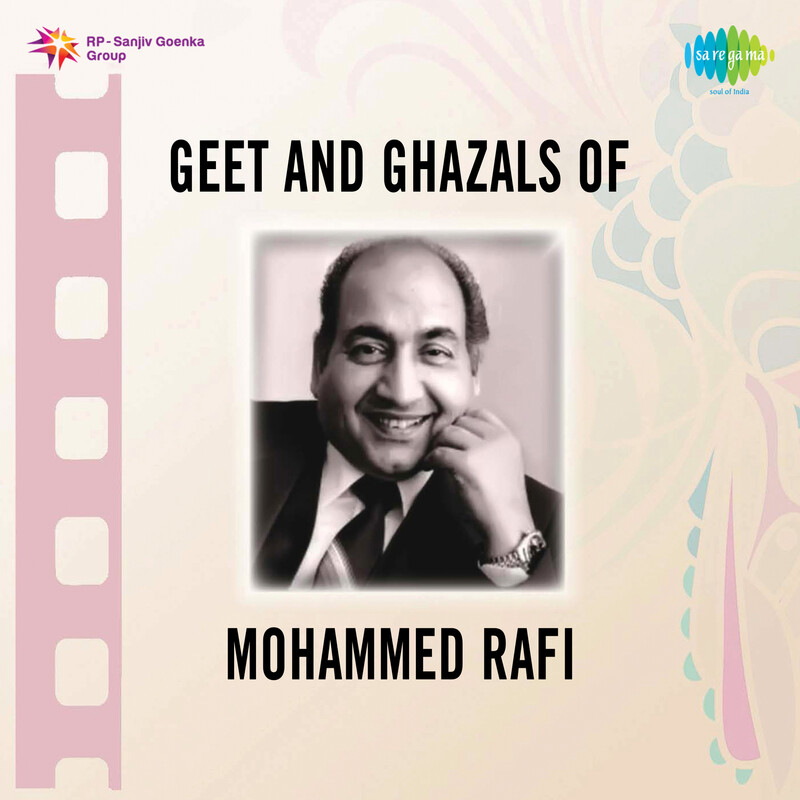 RP-Sanjiv Goenka
Group
sa re ga ma
soul of India
GEET AND GHAZALS OF
MOHAMMED RAFI